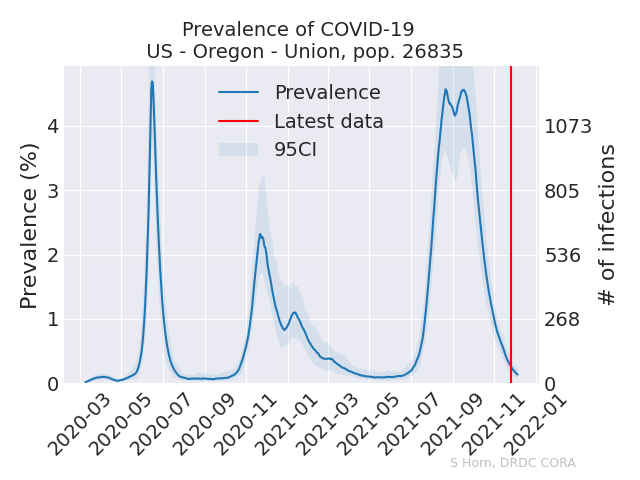 Prevalence of COVID-19
US - Oregon - Union, pop. 26835
Prevalence
Latest data
95CI
Prevalence (%)
4
3
2
1
0
1073
805
536
268
0
# of infections
2020-03
2020-05
2020-07
2020-09
2020-11
2021-01
2021-03
2021-05
2021-07
2021-09
2021-11
2022-01
S Horn, DRDC CORA